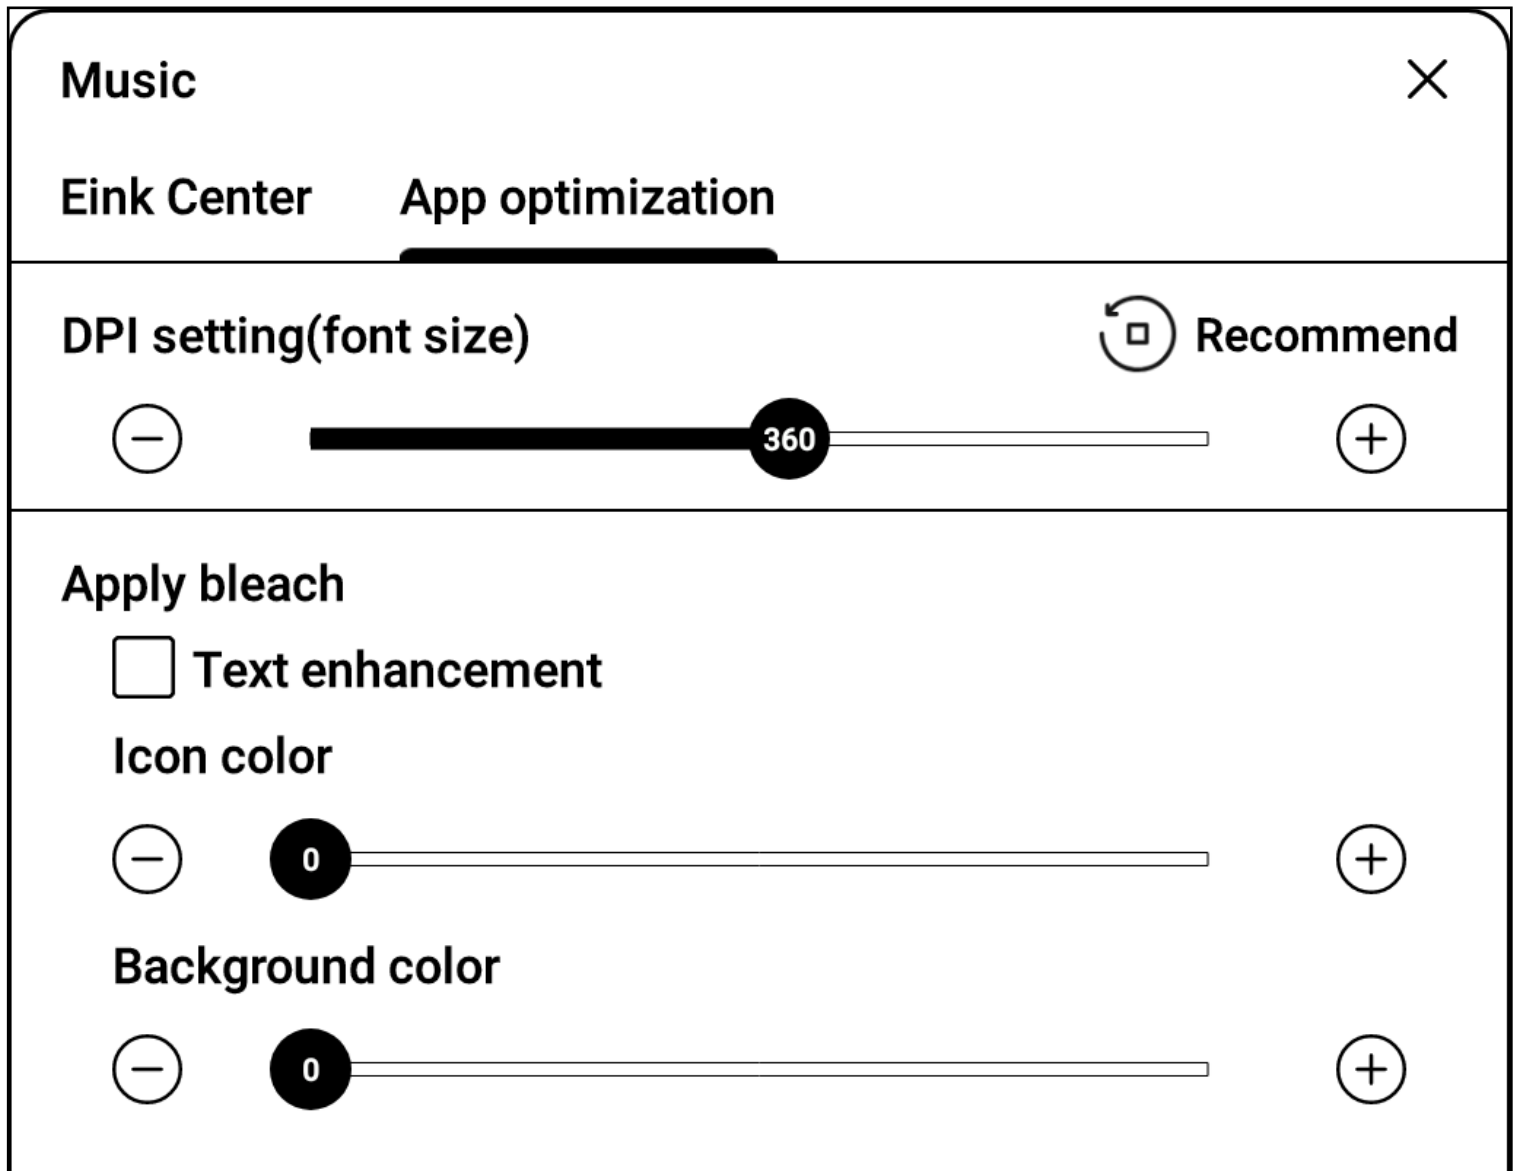 Music
Eink Center App optimization
DPI setting(font size) Recommend
360
Apply bleach
Text enhancement
Icon color
0
Background color
0